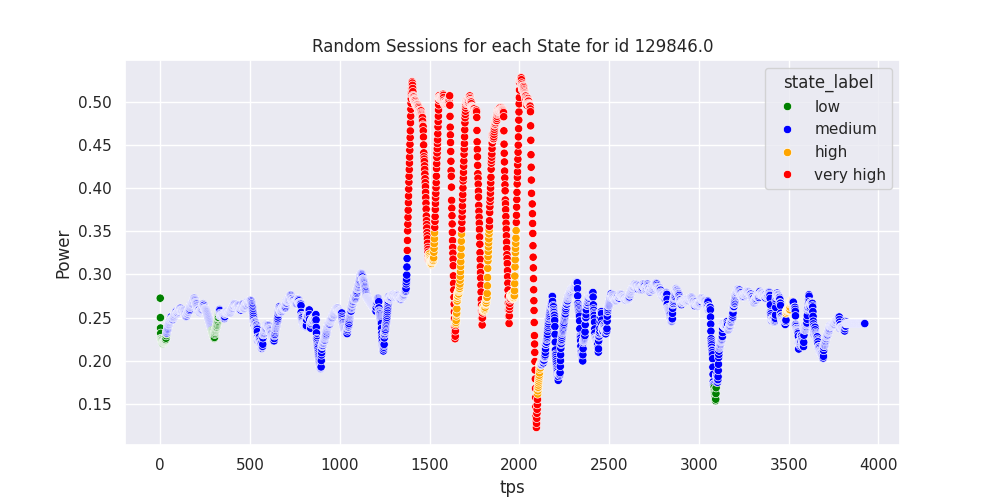 Random Sessions for each State for id 129846.0
Power
0.50
0.45
0.40
0.35
0.30
0.25
0.20
0.15
state_label
low
medium
high
very high
0 500 1000 1500 2000 2500 3000 3500 4000
tps